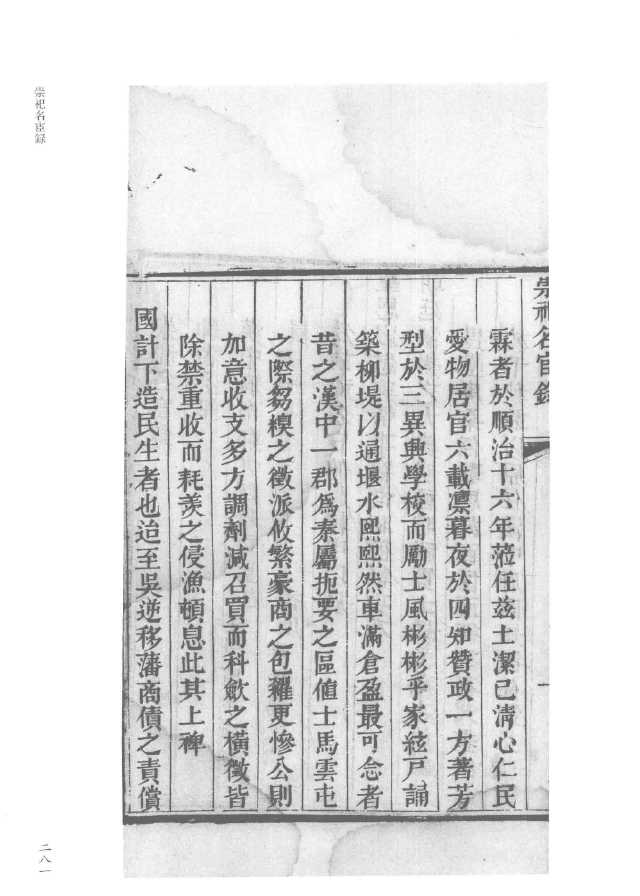 崇祀名宦錄
崇祀名宦錄
一
霖者於順治十六年蒞任茲土潔己清心仁民
愛物居官六載凜暮夜於四知贊政一方著芳
型於三異興學校而勵士風彬彬乎家絃戶誦
築柳堤以通堰水熙熙然車滿倉盈最可念者
昔之漢中一郡為秦屬扼要之區値士馬雲屯
之際芻糗之徵派攸繁豪商之包糴更慘公則
加意收支多方調劑減召買而科歛之橫徵皆
除禁重收而耗羡之侵漁頓息此其上裨
國計下造民生者也迨至吳逆移藩商債之責償
二八一